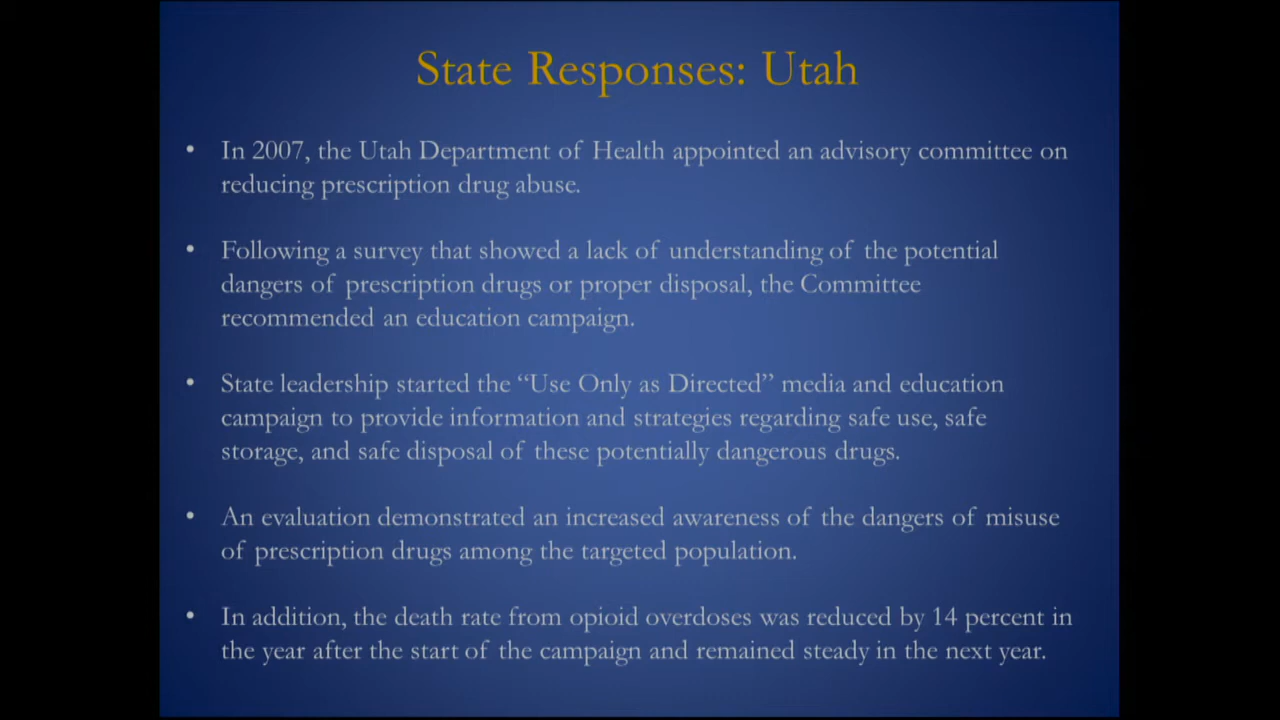 State Responses: Utah
• In 2007, the Utah Department of Health appointed an advisory committee on
reducing prescription drug abuse.
• Following a survey that showed a lack of understanding of the potential
dangers of prescription drugs or proper disposal, the Committee
recommended an education campaign.
• State leadership started the “Use Only as Directed” media and education
campaign to provide information and strategies regarding safe use, safe
storage, and safe disposal of these potentially dangerous drugs.
• An evaluation demonstrated an increased awareness of the dangers of misuse
of prescription drugs among the targeted population.
• In addition, the death rate from opioid overdoses was reduced by 14 percent in
the year after the start of the campaign and remained steady in the next year.